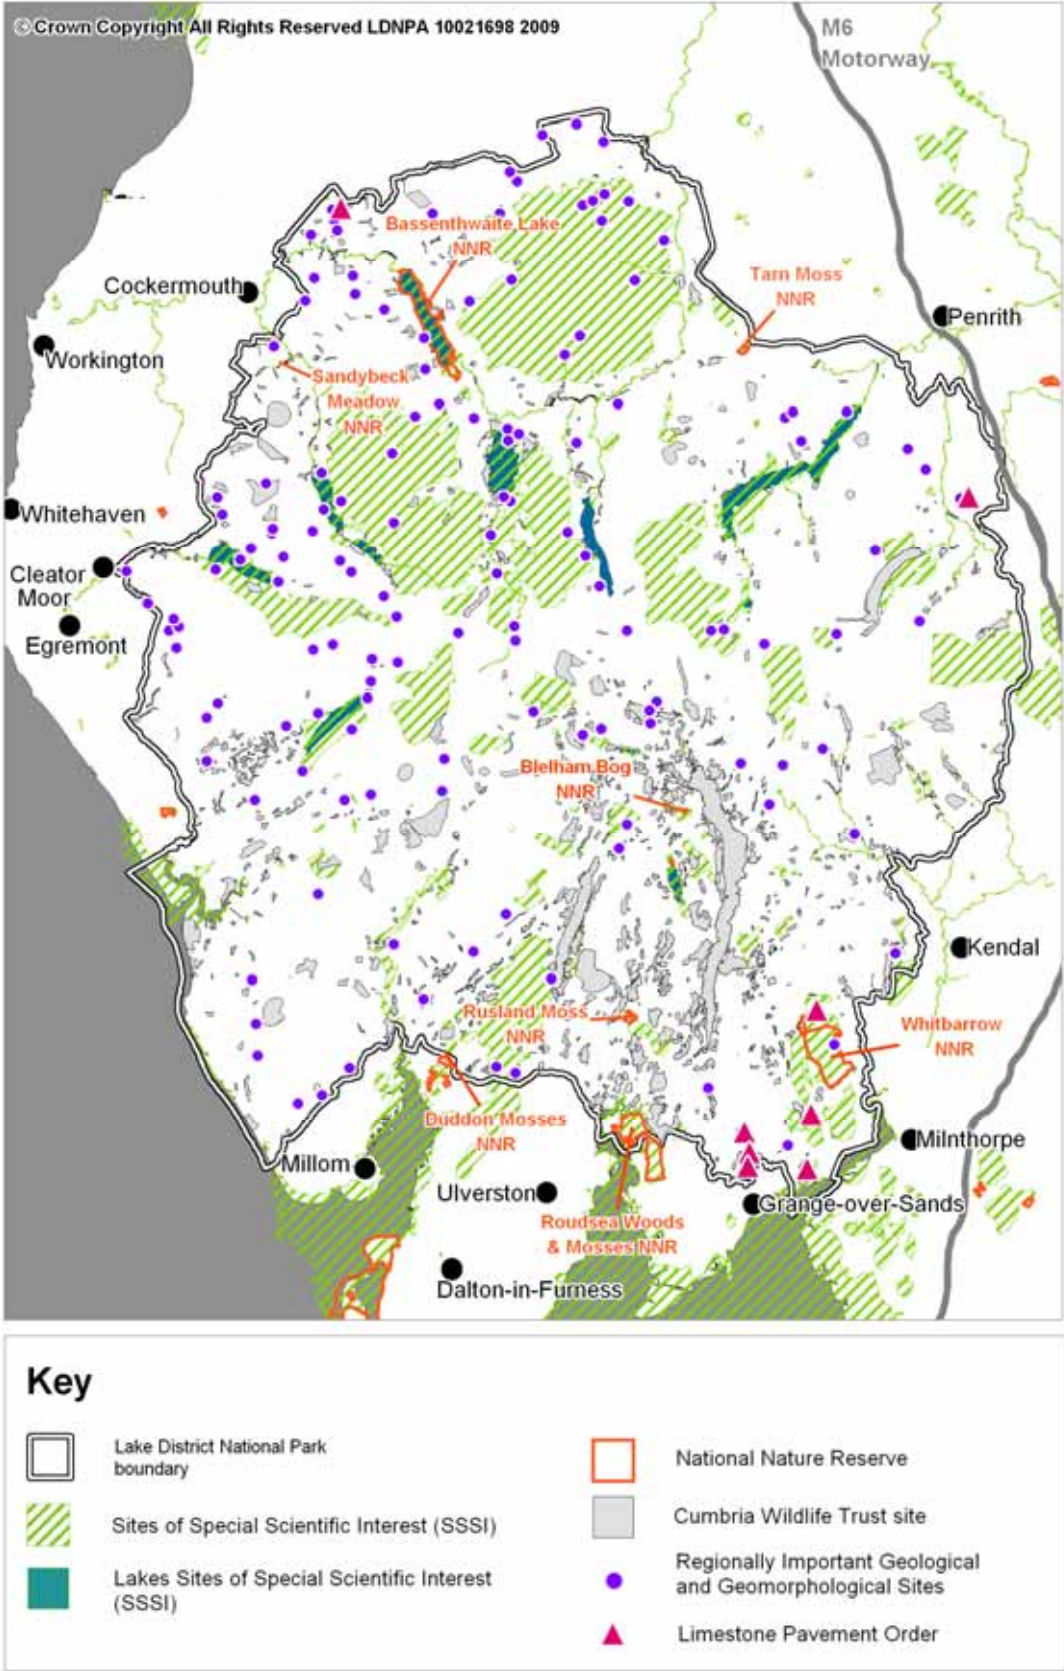 © Crown Copyright All Rights Reserved LDNPA 10021698 2009
M6
Motorway
Bassenthwaite Lake
NNR
Tarn Moss
NNR
Cockermouth
Penrith
Workington
Sandybeck
Meadow
NNR
Whitehaven
Cleator
Moor
Egremont
Blelham Bog
NNR
Kendal
Rusland Moss
NNR
Whitbarrow
NNR
Duddon Mosses
NNR
Milnthorpe
Millom
Ulverston
Grange-over-Sands
Roudsea Woods
& Mosses NNR
Dalton-in-Furness
Key
Lake District National Park
boundary
Sites of Special Scientific Interest (SSSI)
Lakes Sites of Special Scientific Interest
(SSSI)
National Nature Reserve
Cumbria Wildlife Trust site
Regionally Important Geological
and Geomorphological Sites
Limestone Pavement Order